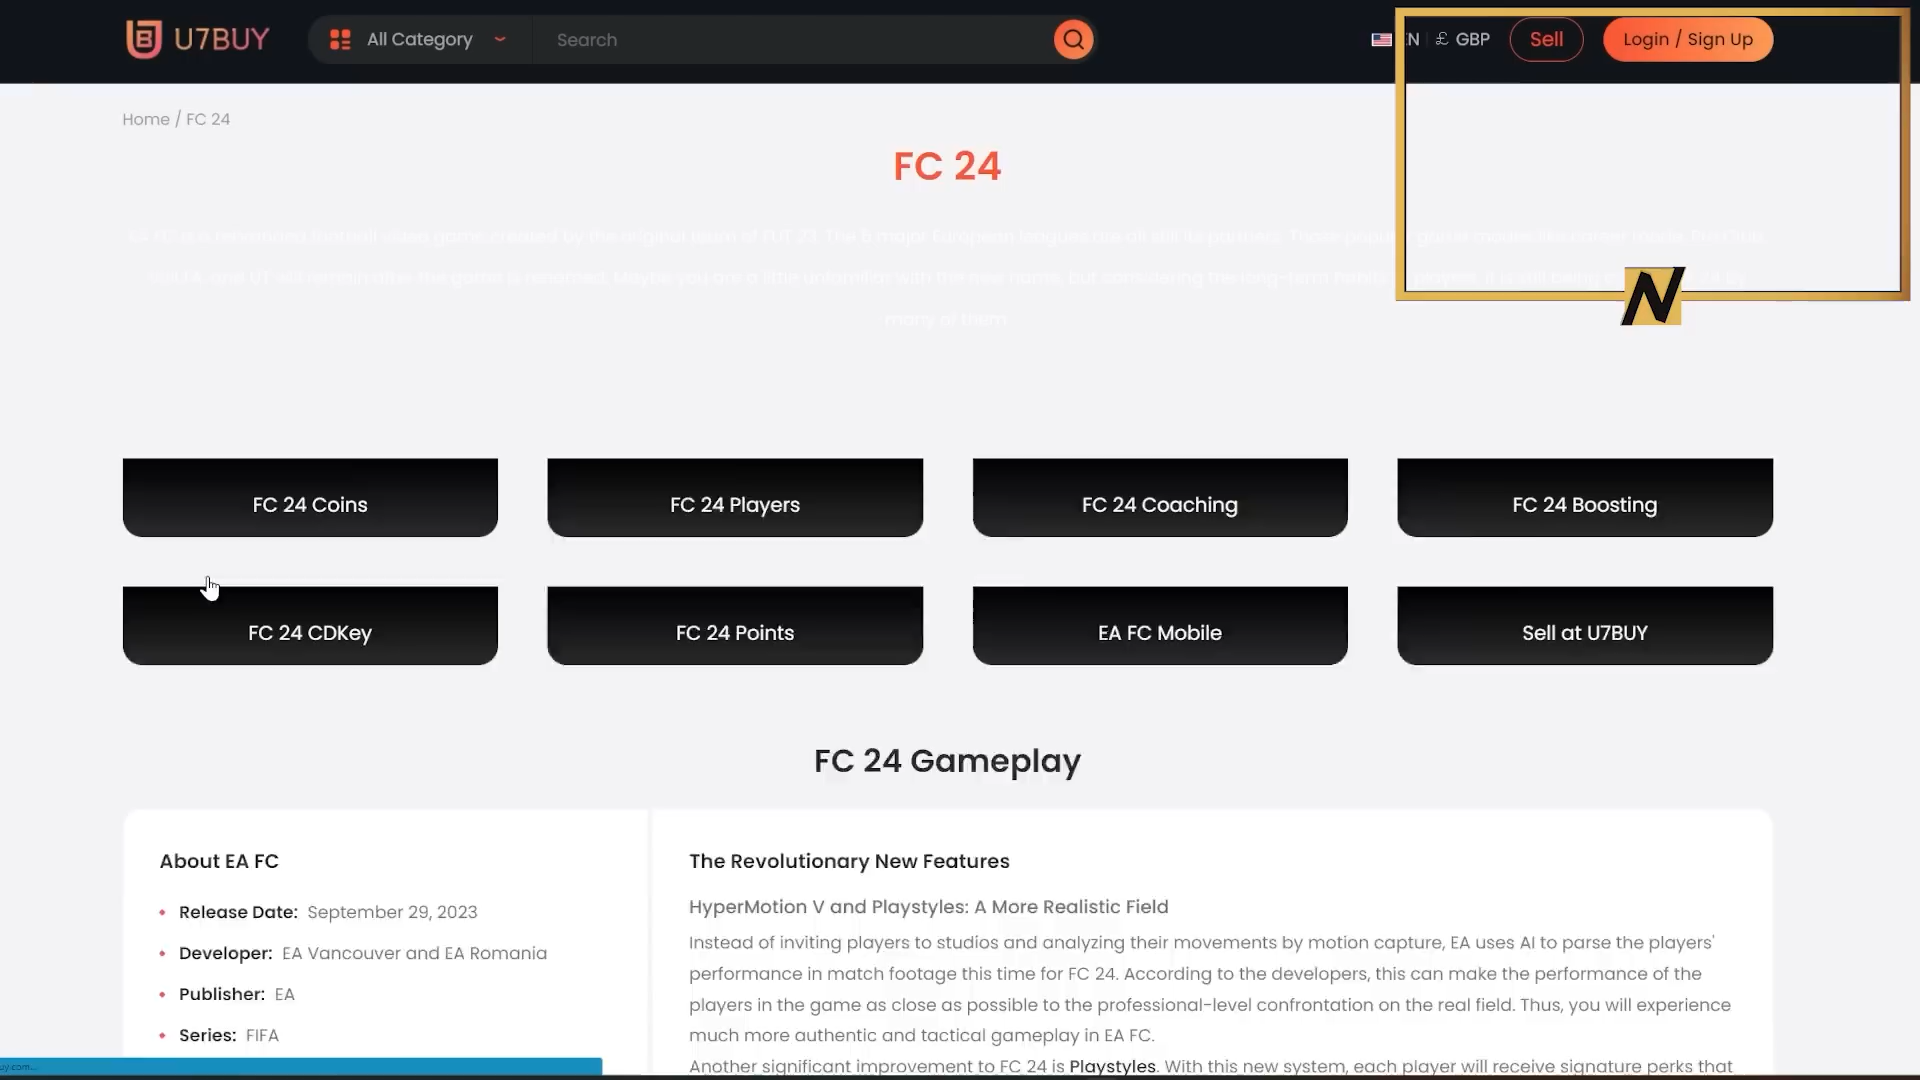 U7BUY
All Category
Search
EN
£ GBP
Sell
Login / Sign Up
Home / FC 24
FC 24
many of them
N
FC 24 Coins
FC 24 Players
FC 24 Coaching
FC 24 Boosting
FC 24 CDKey
FC 24 Points
EA FC Mobile
Sell at U7BUY
FC 24 Gameplay
About EA FC
Release Date: September 29, 2023
Developer: EA Vancouver and EA Romania
Publisher: EA
Series: FIFA
The Revolutionary New Features
HyperMotion V and Playstyles: A More Realistic Field
Instead of inviting players to studios and analyzing their movements by motion capture, EA uses AI to parse the players'
performance in match footage this time for FC 24. According to the developers, this can make the performance of the
players in the game as close as possible to the professional-level confrontation on the real field. Thus, you will experience
much more authentic and tactical gameplay in EA FC.
Another significant improvement to FC 24 is Playstyles. With this new system, each player will receive signature perks that